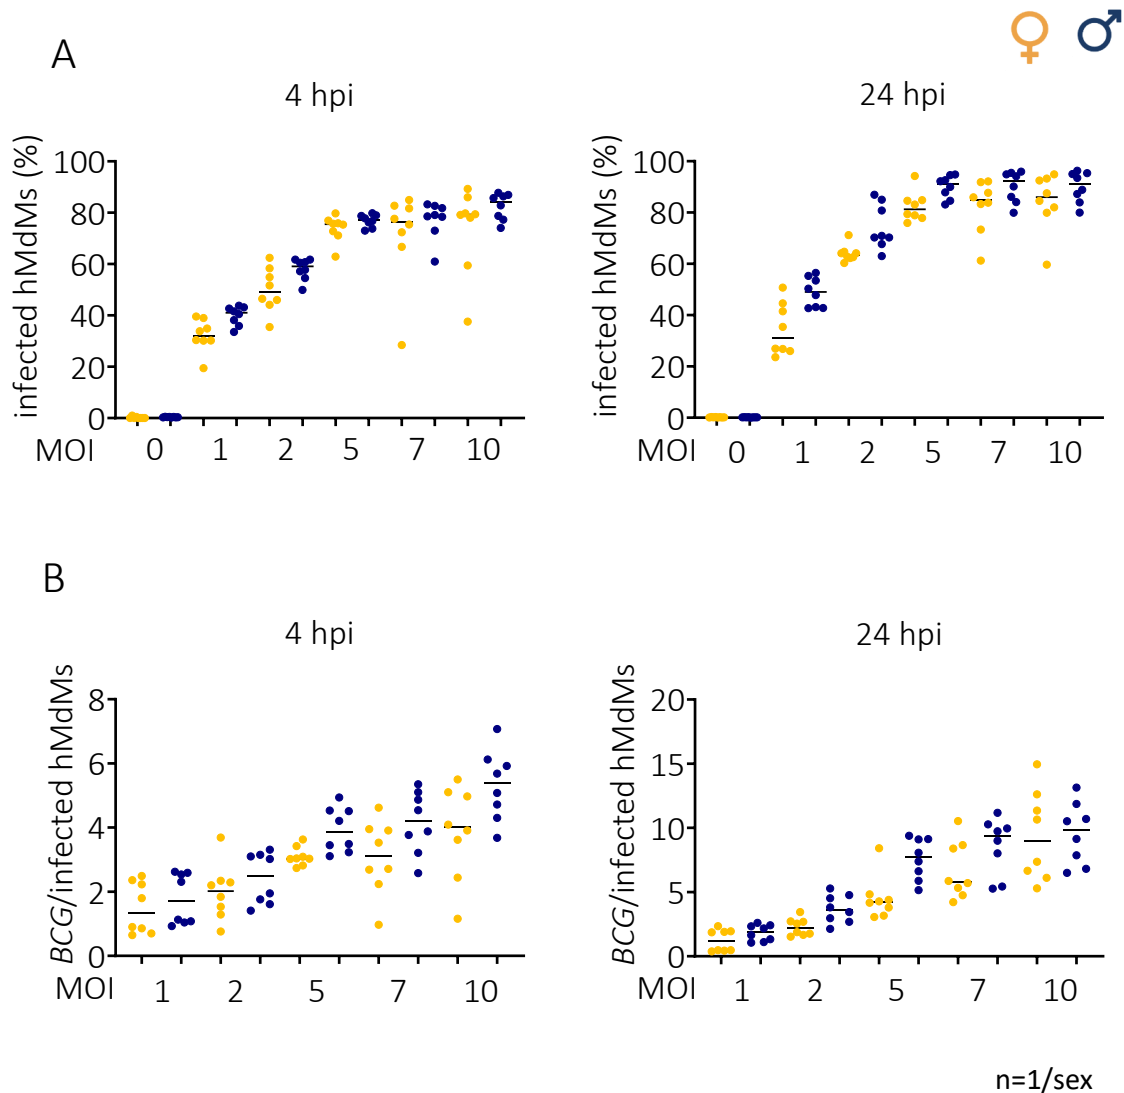 A
4 hpi
24 hpi
infected hMdMs (%)
100
80
60
40
20
0
MOI 0 1 2 5 7 10
infected hMdMs (%)
100
80
60
40
20
0
MOI 0 1 2 5 7 10
B
4 hpi
24 hpi
BCG/infected hMdMs
8
6
4
2
0
MOI 1 2 5 7 10
BCG/infected hMdMs
20
15
10
5
0
MOI 1 2 5 7 10
n=1/sex